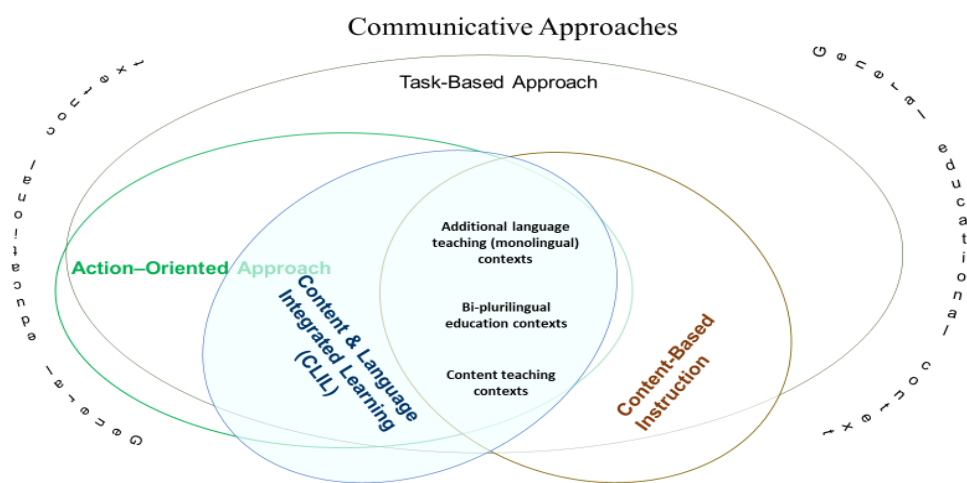 Communicative Approaches
Task-Based Approach
General educational context
General educational context
Action–Oriented Approach
Content & Language
Integrated Learning
(CLIL)
Additional language
teaching (monolingual)
contexts
Bi-plurilingual
education contexts
Content teaching
contexts
Content-Based
Instruction